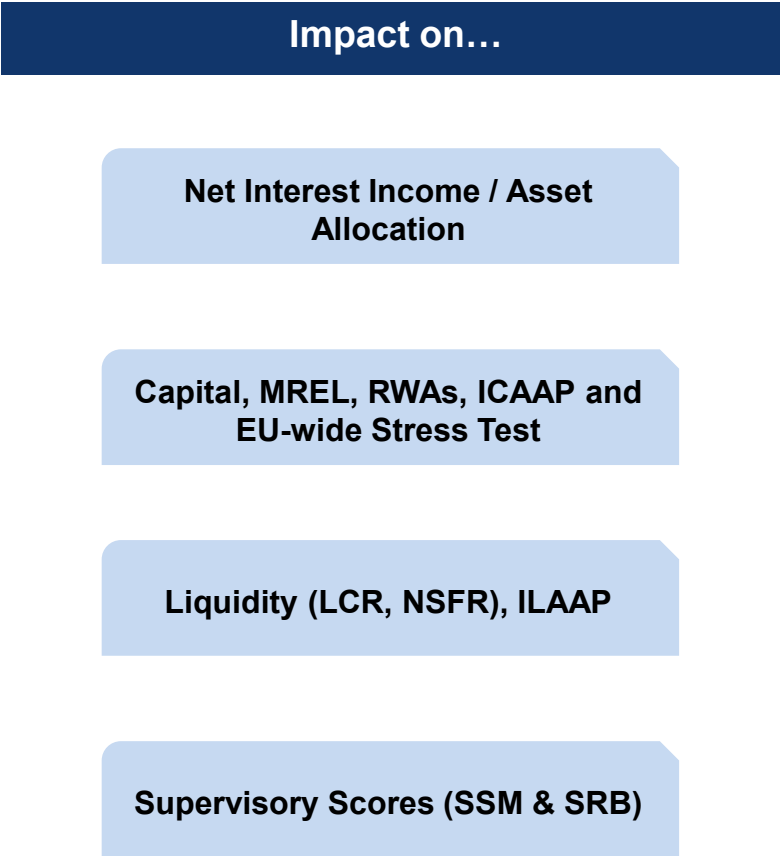 Impact on…
Net Interest Income / Asset
Allocation
Capital, MREL, RWAs, ICAAP and
EU-wide Stress Test
Liquidity (LCR, NSFR), ILAAP
Supervisory Scores (SSM & SRB)